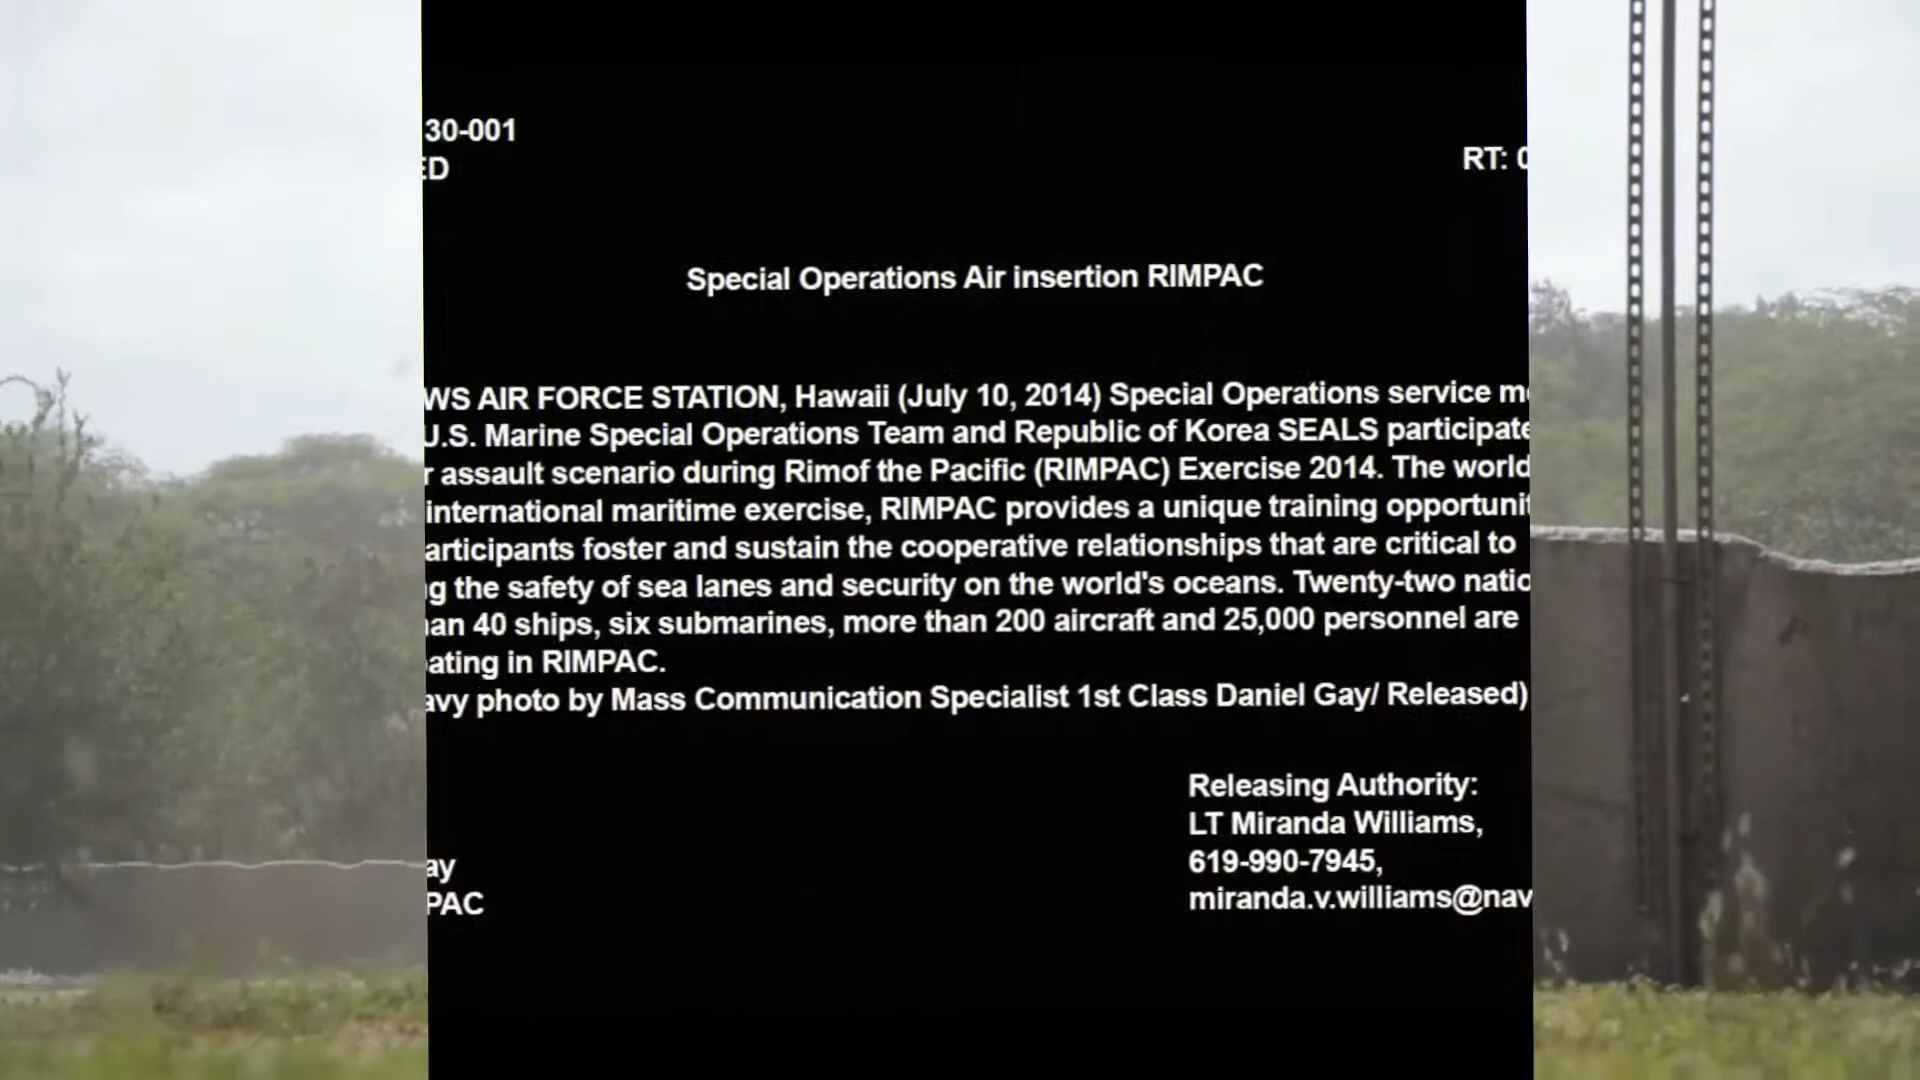 30-001
ED
RT: 0
Special Operations Air insertion RIMPAC
WS AIR FORCE STATION, Hawaii (July 10, 2014) Special Operations service m
U.S. Marine Special Operations Team and Republic of Korea SEALS participate
r assault scenario during Rimof the Pacific (RIMPAC) Exercise 2014. The world
international maritime exercise, RIMPAC provides a unique training opportunit
articipants foster and sustain the cooperative relationships that are critical to
g the safety of sea lanes and security on the world's oceans. Twenty-two natio
an 40 ships, six submarines, more than 200 aircraft and 25,000 personnel are
ating in RIMPAC.
avy photo by Mass Communication Specialist 1st Class Daniel Gay/ Released)
Releasing Authority:
LT Miranda Williams,
619-990-7945,
miranda.v.williams@nav
ay
PAC